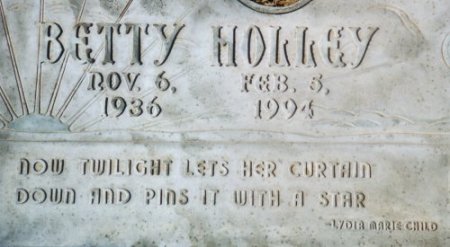 BETTY HOLLEY
NOV. 6, FEB. 5,
1936 1994
NOW TWILIGHT LETS HER CURTAIN
DOWN AND PINS IT WITH A STAR
-LYDIA MARIE CHILD